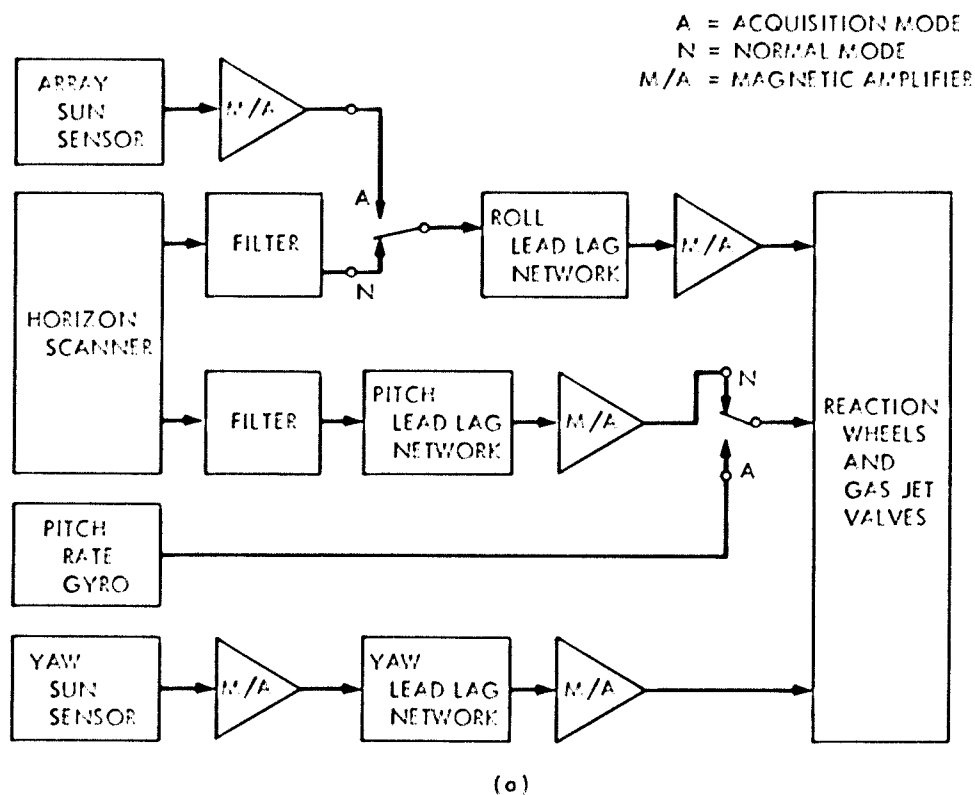 A = ACQUISITION MODE
N = NORMAL MODE
M/A = MAGNETIC AMPLIFIER
ARRAY
SUN
SENSOR
M/A
A
HORIZON
SCANNER
FILTER
N
ROLL
LEAD LAG
NETWORK
M/A
FILTER
PITCH
LEAD LAG
NETWORK
M/A
N
A
REACTION
WHEELS
AND
GAS JET
VALVES
PITCH
RATE
GYRO
YAW
SUN
SENSOR
M/A
YAW
LEAD LAG
NETWORK
M/A
(a)